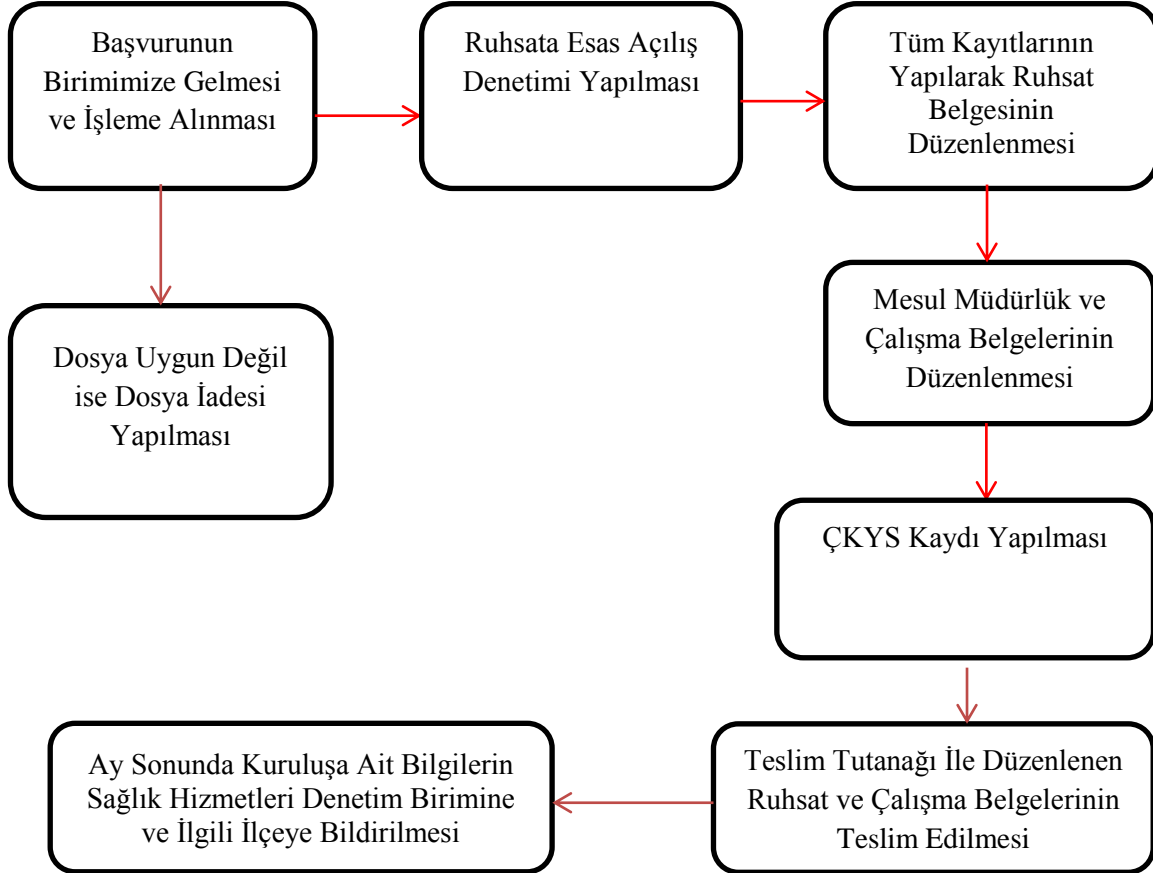 Başvurunun
Birimimize Gelmesi
ve İşleme Alınması
Ruhsata Esas Açılış
Denetimi Yapılması
Tüm Kayıtlarının
Yapılarak Ruhsat
Belgesinin
Düzenlenmesi
Dosya Uygun Değil
ise Dosya İadesi
Yapılması
Mesul Müdürlük ve
Çalışma Belgelerinin
Düzenlenmesi
ÇKYS Kaydı Yapılması
Teslim Tutanağı İle Düzenlenen
Ruhsat ve Çalışma Belgelerinin
Teslim Edilmesi
Ay Sonunda Kuruluşa Ait Bilgilerin
Sağlık Hizmetleri Denetim Birimine
ve İlgili İlçeye Bildirilmesi